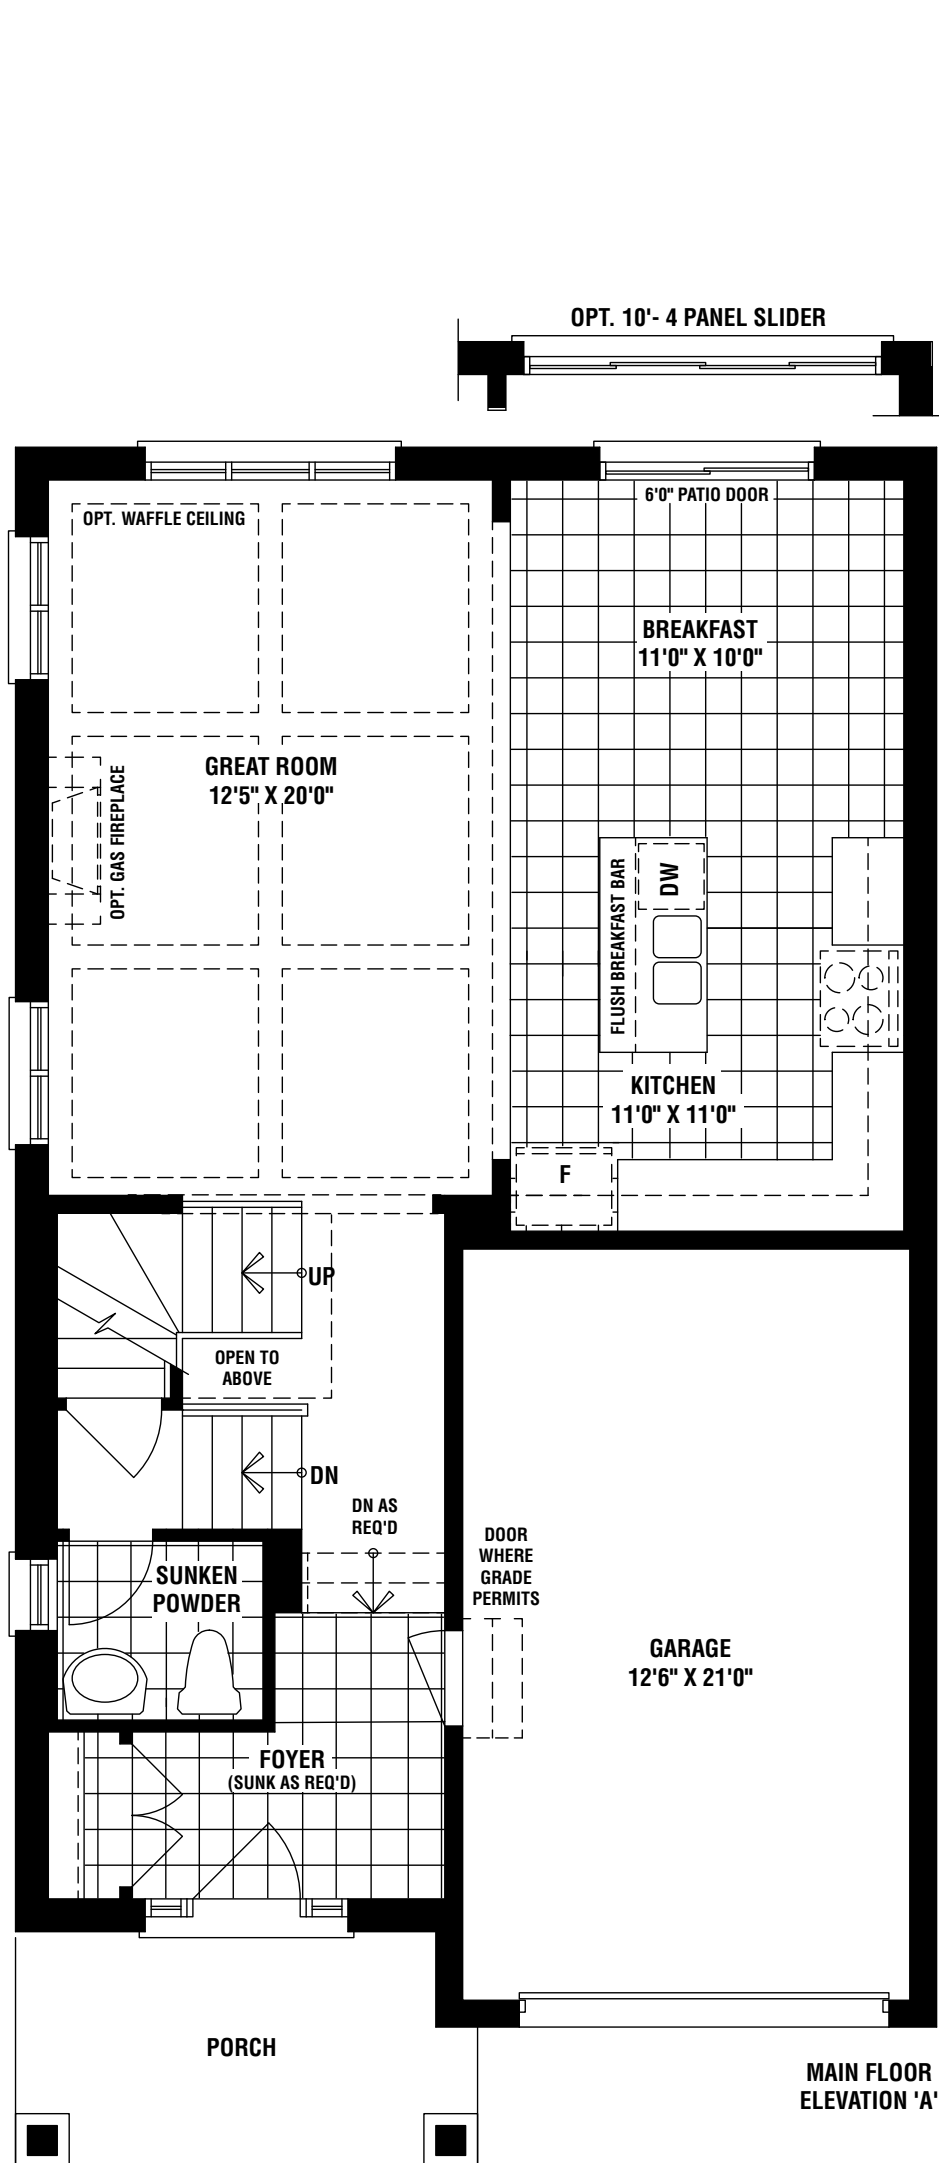 OPT. 10'- 4 PANEL SLIDER
6'0" PATIO DOOR
OPT. WAFFLE CEILING
BREAKFAST
11'0" X 10'0"
GREAT ROOM
12'5" X 20'0"
OPT. GAS FIREPLACE
FLUSH BREAKFAST BAR
DW
KITCHEN
11'0" X 11'0"
F
UP
OPEN TO
ABOVE
DN
DN AS
REQ'D
DOOR
WHERE
GRADE
PERMITS
SUNKEN
POWDER
GARAGE
12'6" X 21'0"
FOYER
(SUNK AS REQ'D)
PORCH
MAIN FLOOR
ELEVATION 'A'